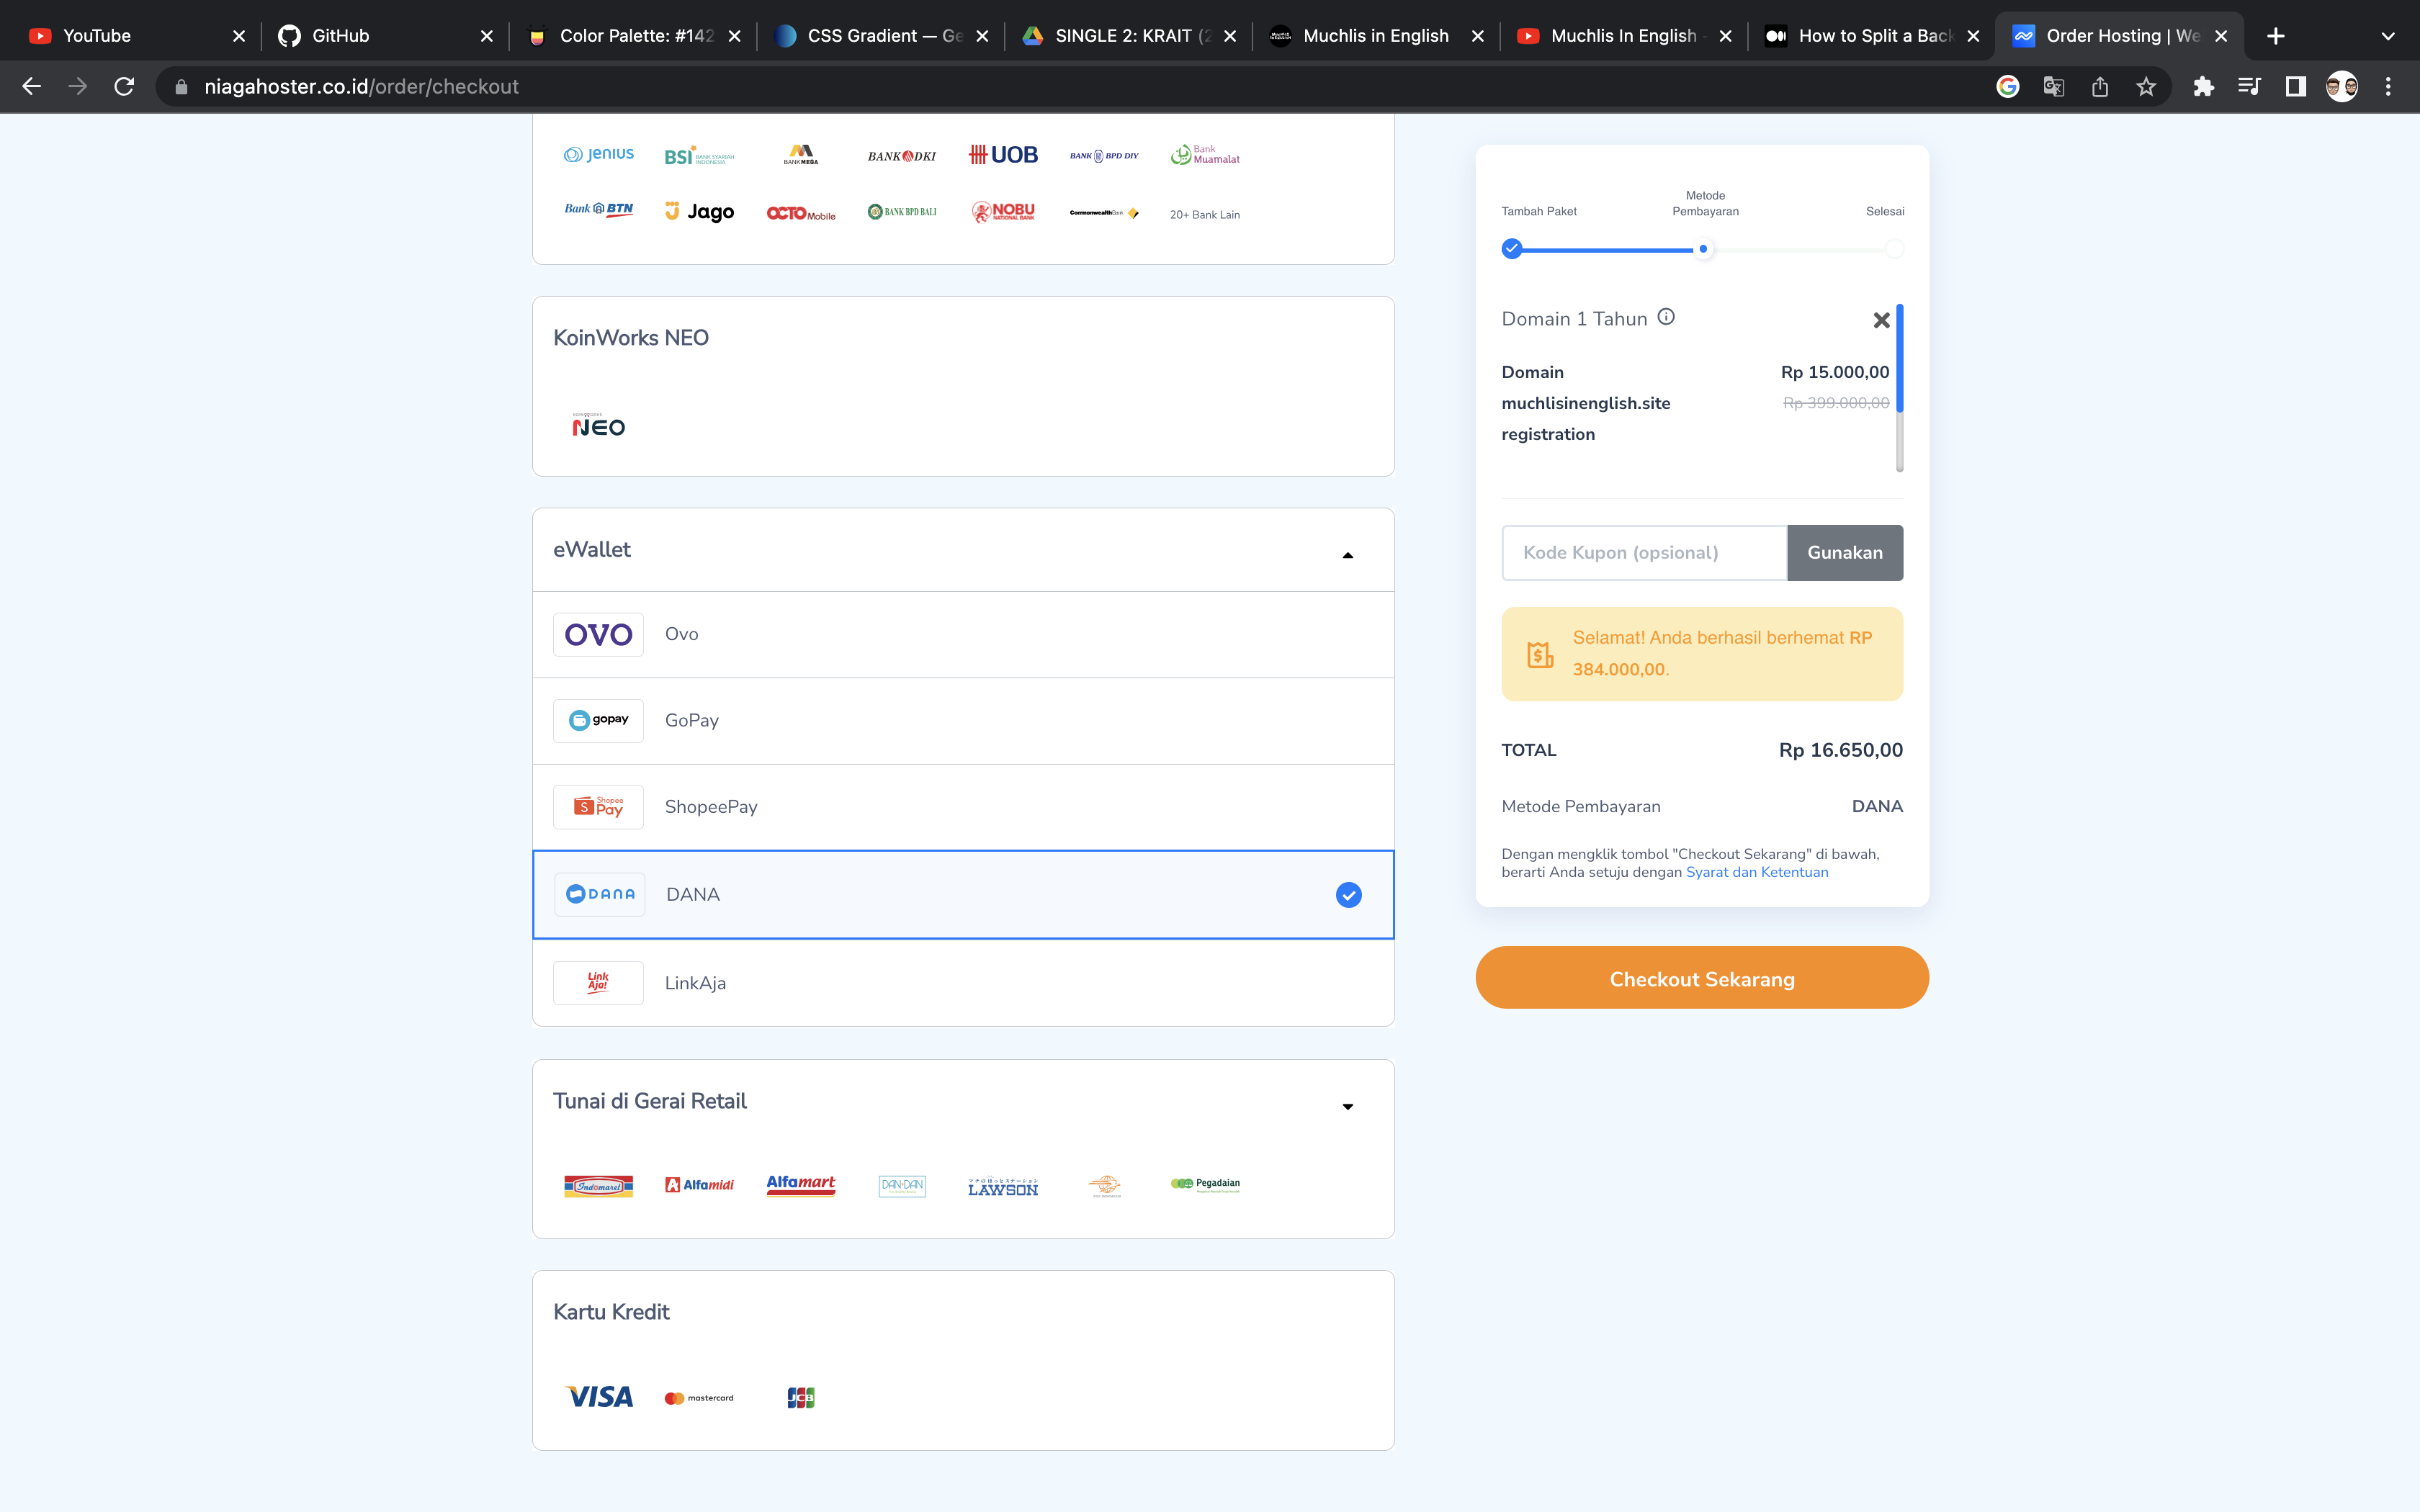 YouTube
GitHub
Color Palette: #142
CSS Gradient — Ge
SINGLE 2: KRAIT (2
Muchlis in English
Muchlis In English -
How to Split a Back
Order Hosting | We
niagahoster.co.id/order/checkout
Jenius
BSI BANK SYARIAH INDONESIA
BANK MEGA
BANK DKI
UOB
BANK BPD DIY
Bank Muamalat
Bank BTN
Jago
OCTO Mobile
BANK BPD BALI
NOBU NATIONAL BANK
CommonwealthBank
20+ Bank Lain
KoinWorks NEO
KOINWORKS
NEO
eWallet
OVO
Ovo
gopay
GoPay
Shopee Pay
ShopeePay
DANA
DANA
Link Aja!
LinkAja
Tunai di Gerai Retail
Indomaret
Alfamidi
Alfamart
DAN+DAN
LAWSON
Pegadaian
Kartu Kredit
VISA
mastercard
JCB
Tambah Paket
Metode
Pembayaran
Selesai
Domain 1 Tahun
Domain
muchlisinenglish.site
registration
Rp 15.000,00
Rp 399.000,00
Kode Kupon (opsional)
Gunakan
Selamat! Anda berhasil berhemat RP
384.000,00.
TOTAL
Rp 16.650,00
Metode Pembayaran
DANA
Dengan mengklik tombol "Checkout Sekarang" di bawah,
berarti Anda setuju dengan Syarat dan Ketentuan
Checkout Sekarang